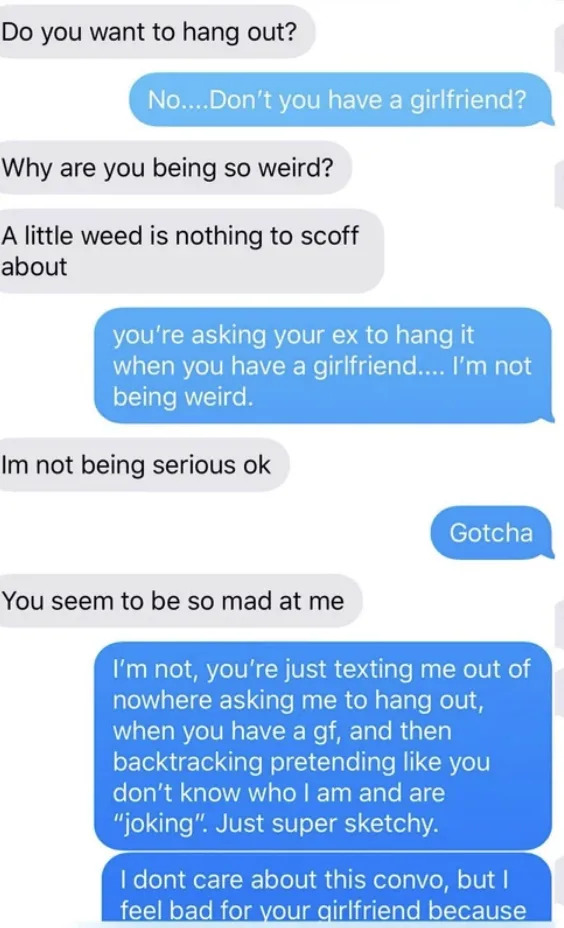 Do you want to hang out?
No....Don't you have a girlfriend?
Why are you being so weird?
A little weed is nothing to scoff
about
you're asking your ex to hang it
when you have a girlfriend.... I'm not
being weird.
Im not being serious ok
Gotcha
You seem to be so mad at me
I'm not, you're just texting me out of
nowhere asking me to hang out,
when you have a gf, and then
backtracking pretending like you
don't know who I am and are
“joking”. Just super sketchy.
I dont care about this convo, but I
feel bad for your girlfriend because